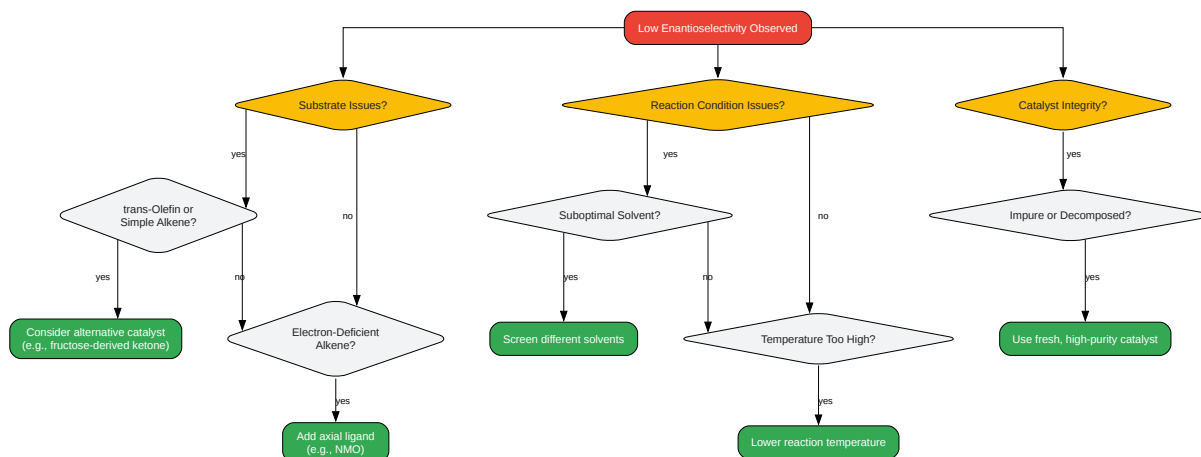 Low Enantioselectivity Observed
Substrate Issues?
Reaction Condition Issues?
Catalyst Integrity?
yes
yes
yes
trans-Olefin or
Simple Alkene?
no
Suboptimal Solvent?
no
Impure or Decomposed?
yes
no
yes
no
yes
Consider alternative catalyst
(e.g., fructose-derived ketone)
Electron-Deficient
Alkene?
Screen different solvents
Temperature Too High?
Use fresh, high-purity catalyst
yes
yes
Add axial ligand
(e.g., NMO)
Lower reaction temperature